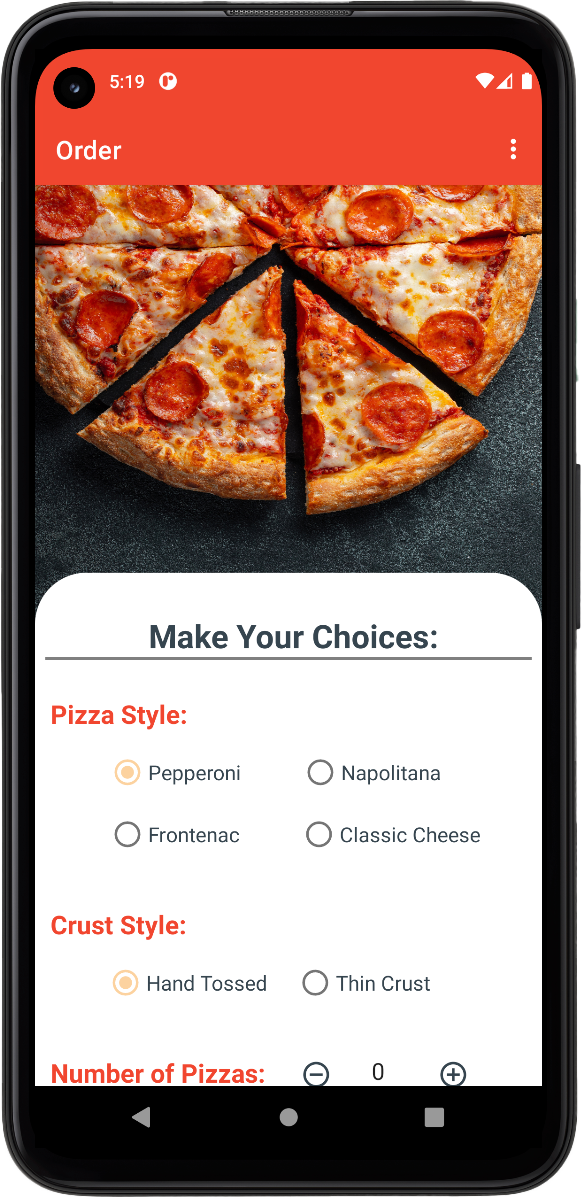 5:19
Order
Make Your Choices:
Pizza Style:
Pepperoni Napolitana
Frontenac Classic Cheese
Crust Style:
Hand Tossed Thin Crust
Number of Pizzas: 0